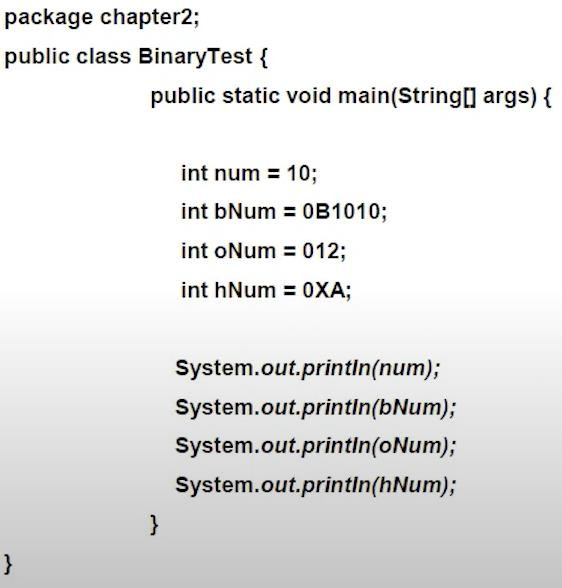 package chapter2;
public class BinaryTest {
public static void main(String[] args) {
int num = 10;
int bNum = 0B1010;
int oNum = 012;
int hNum = 0XA;
System.out.println(num);
System.out.println(bNum);
System.out.println(oNum);
System.out.println(hNum);
}
}